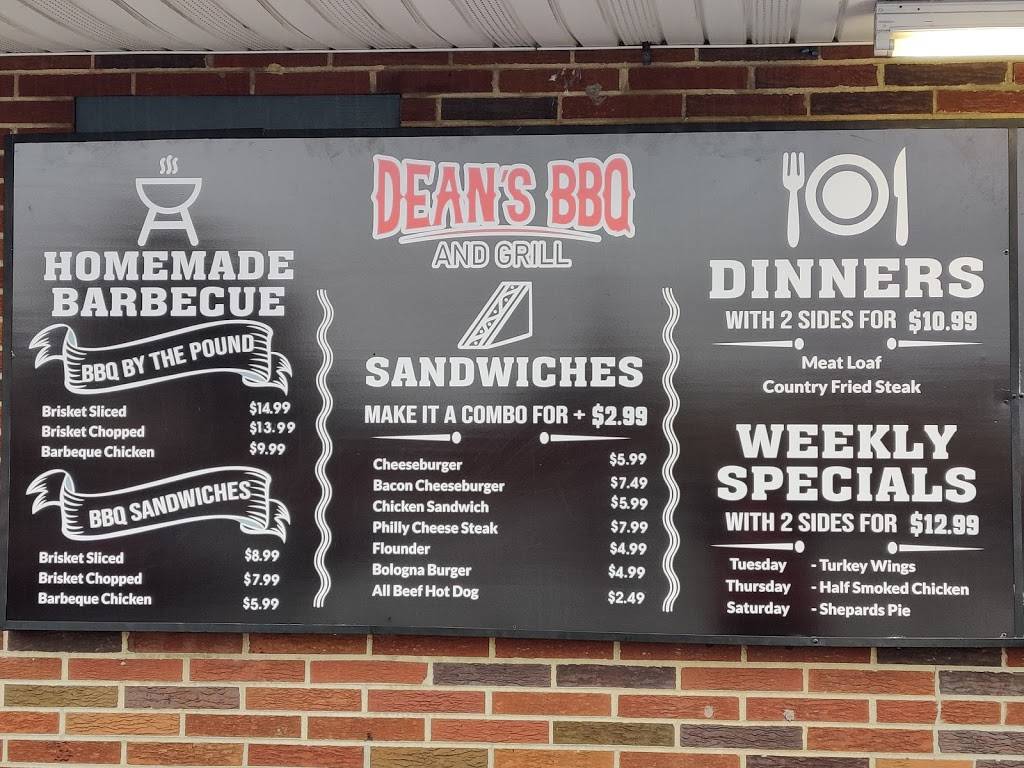 HOMEMADE
BARBECUE
BBQ BY THE POUND
Brisket Sliced $14.99
Brisket Chopped $13.99
Barbeque Chicken $9.99
BBQ SANDWICHES
Brisket Sliced $8.99
Brisket Chopped $7.99
Barbeque Chicken $5.99
DEAN'S BBQ
AND GRILL
SANDWICHES
MAKE IT A COMBO FOR + $2.99
Cheeseburger $5.99
Bacon Cheeseburger $7.49
Chicken Sandwich $5.99
Philly Cheese Steak $7.99
Flounder $4.99
Bologna Burger $4.99
All Beef Hot Dog $2.49
DINNERS
WITH 2 SIDES FOR $10.99
Meat Loaf
Country Fried Steak
WEEKLY
SPECIALS
WITH 2 SIDES FOR $12.99
Tuesday - Turkey Wings
Thursday - Half Smoked Chicken
Saturday - Shepards Pie